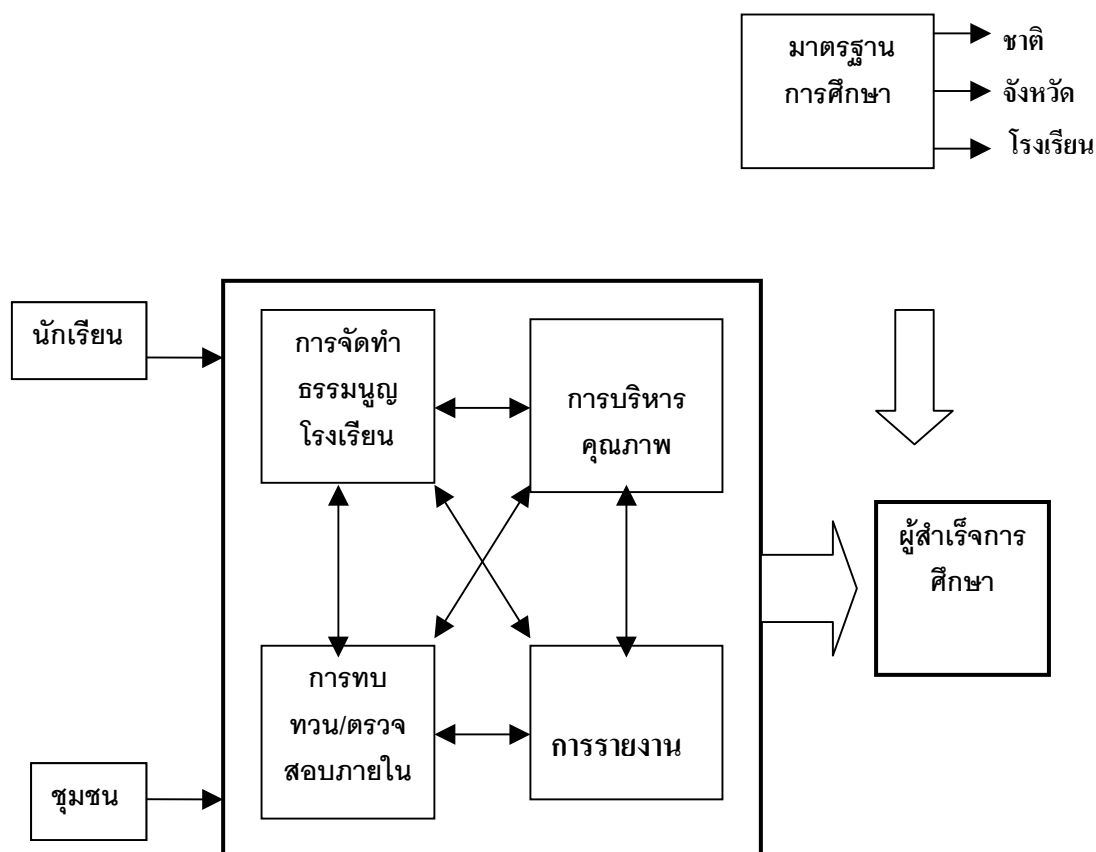 มาตรฐาน
การศึกษา
ชาติ
จังหวัด
โรงเรียน
นักเรียน
การจัดทำ
ธรรมนูญ
โรงเรียน
การบริหาร
คุณภาพ
ผู้สำเร็จการ
ศึกษา
การทบ
ทวน/ตรวจ
สอบภายใน
การรายงาน
ชุมชน